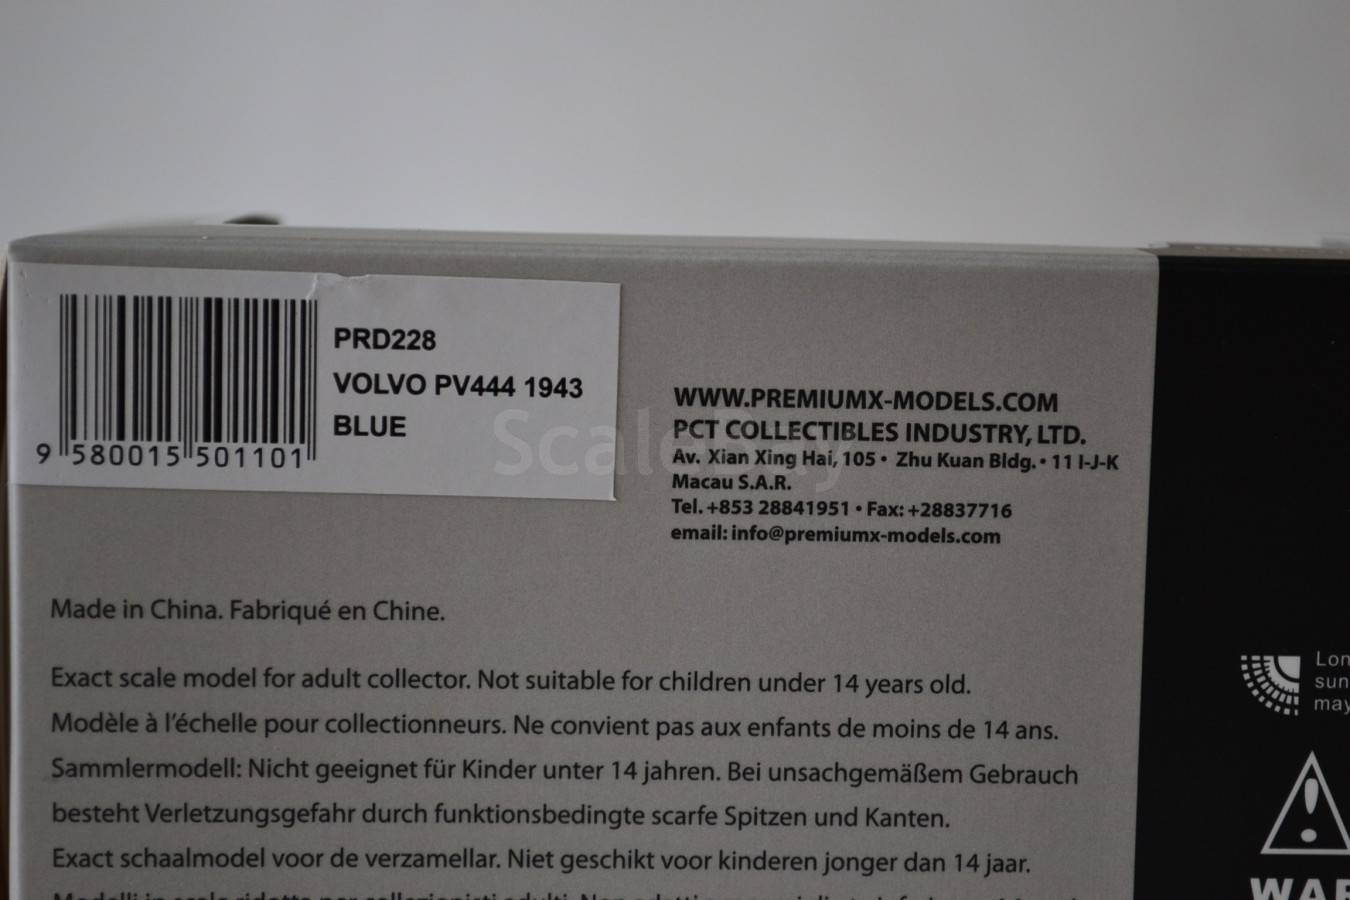 PRD228
VOLVO PV444 1943
BLUE
9 580015 501101
ScaleBay
WWW.PREMIUMX-MODELS.COM
PCT COLLECTIBLES INDUSTRY, LTD.
Av. Xian Xing Hai, 105 • Zhu Kuan Bldg. • 11 I-J-K
Macau S.A.R.
Tel. +853 28841951 • Fax: +28837716
email: info@premiumx-models.com
Made in China. Fabriqué en Chine.
Exact scale model for adult collector. Not suitable for children under 14 years old.
Modèle à l'échelle pour collectionneurs. Ne convient pas aux enfants de moins de 14 ans.
Sammlermodell: Nicht geeignet für Kinder unter 14 jahren. Bei unsachgemäßem Gebrauch
besteht Verletzungsgefahr durch funktionsbedingte scarfe Spitzen und Kanten.
Exact schaalmodel voor de verzamellar. Niet geschikt voor kinderen jonger dan 14 jaar.
Lon
sun
may
WAR